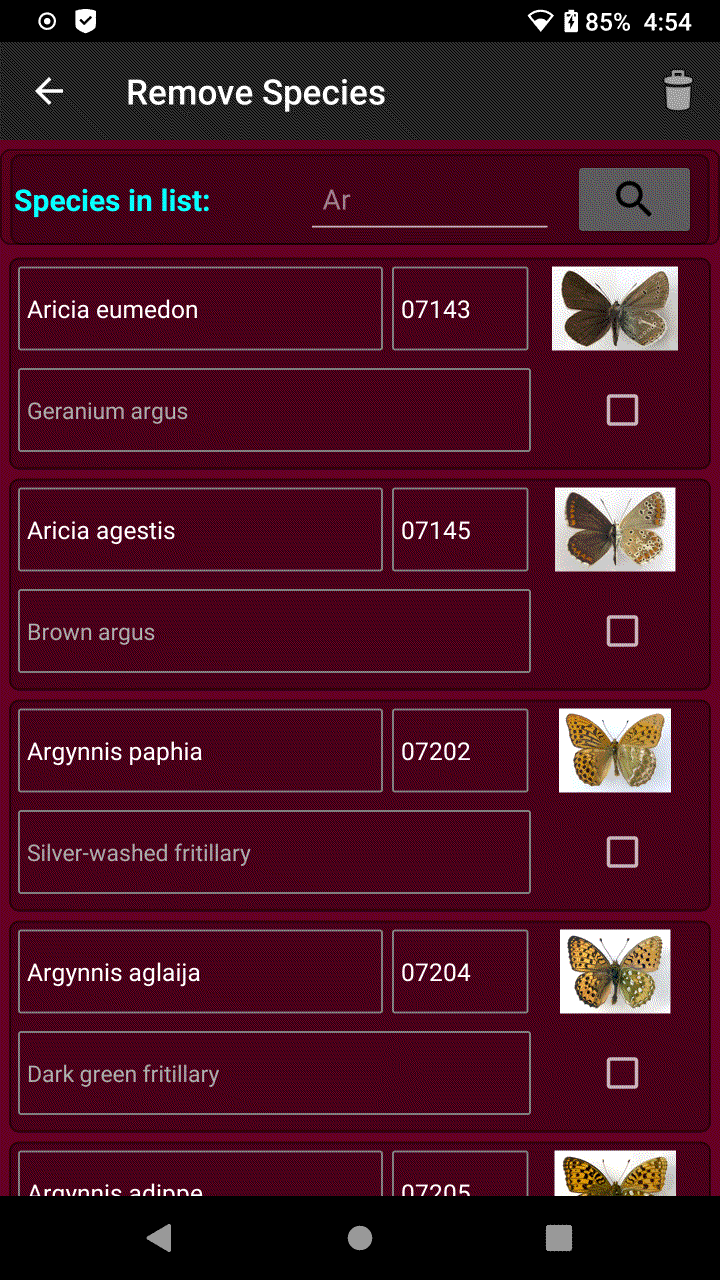 85% 4:54
Remove Species
Species in list: Ar
Aricia eumedon 07143
Geranium argus
Aricia agestis 07145
Brown argus
Argynnis paphia 07202
Silver-washed fritillary
Argynnis aglaija 07204
Dark green fritillary
Argynnis adippe 07205